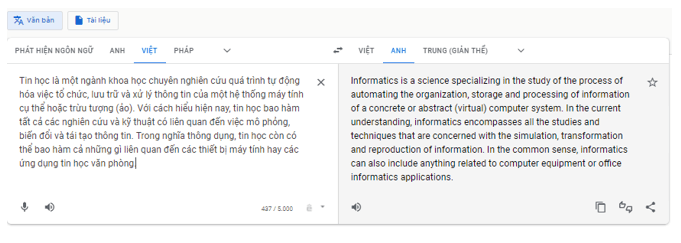 Văn bản
Tài liệu
PHÁT HIỆN NGÔN NGỮ ANH VIỆT PHÁP
VIỆT ANH TRUNG (GIẢN THỂ)
Tin học là một ngành khoa học chuyên nghiên cứu quá trình tự động
hóa việc tổ chức, lưu trữ và xử lý thông tin của một hệ thống máy tính
cụ thể hoặc trừu tượng (ảo). Với cách hiểu hiện nay, tin học bao hàm
tất cả các nghiên cứu và kỹ thuật có liên quan đến việc mô phỏng,
biến đổi và tái tạo thông tin. Trong nghĩa thông dụng, tin học còn có
thể bao hàm cả những gì liên quan đến các thiết bị máy tính hay các
ứng dụng tin học văn phòng
437 / 5.000
Informatics is a science specializing in the study of the process of
automating the organization, storage and processing of information
of a concrete or abstract (virtual) computer system. In the current
understanding, informatics encompasses all the studies and
techniques that are concerned with the simulation, transformation
and reproduction of information. In the common sense, informatics
can also include anything related to computer equipment or office
informatics applications.